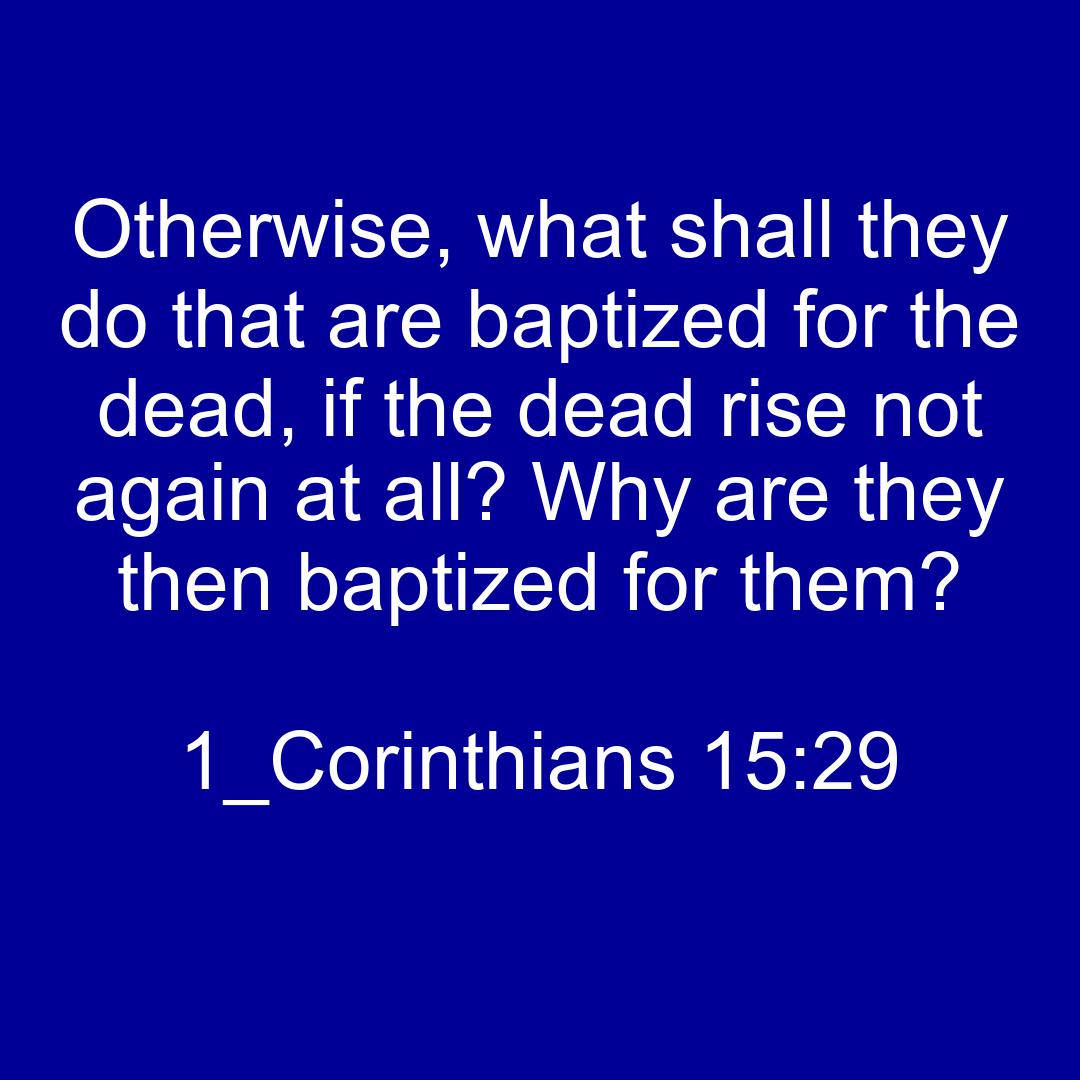 Otherwise, what shall they
do that are baptized for the
dead, if the dead rise not
again at all? Why are they
then baptized for them?
1_Corinthians 15:29